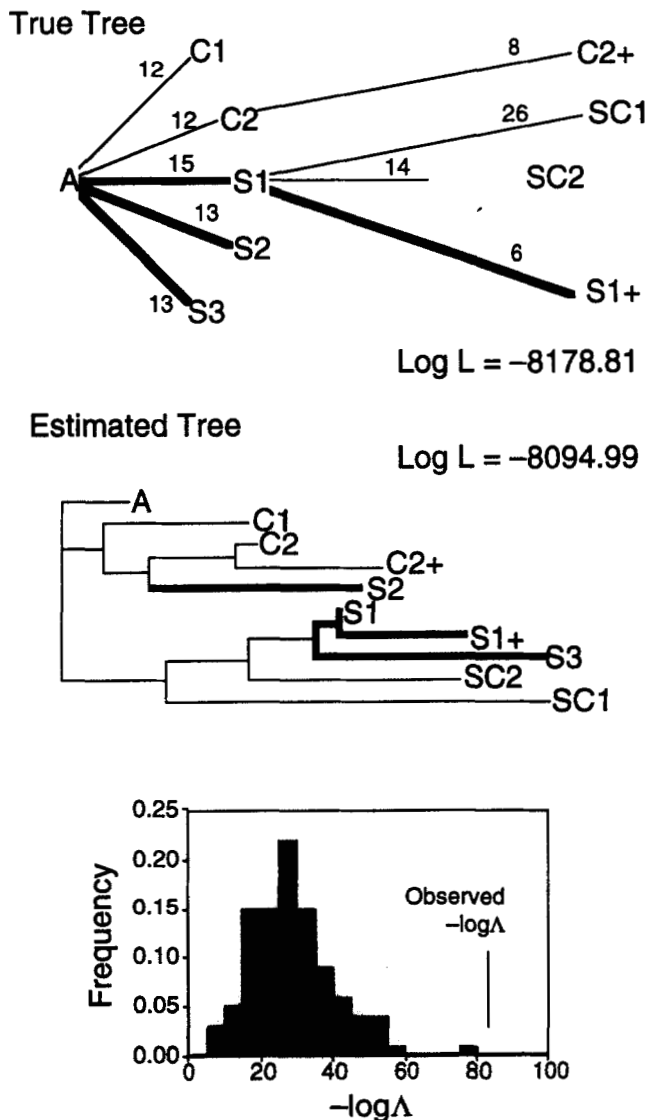 True Tree
C1
12
8
C2+
12
C2
26
SC1
15
A
S1
14
SC2
13
S2
6
13
S3
S1+
Log L = −8178.81
Estimated Tree
Log L = −8094.99
A
C1
C2
C2+
S2
S1
S1+
S3
SC2
SC1
0.25
0.20
0.15
0.10
0.05
0.00
Frequency
Observed
−logΛ
0 20 40 60 80 100
−logΛ